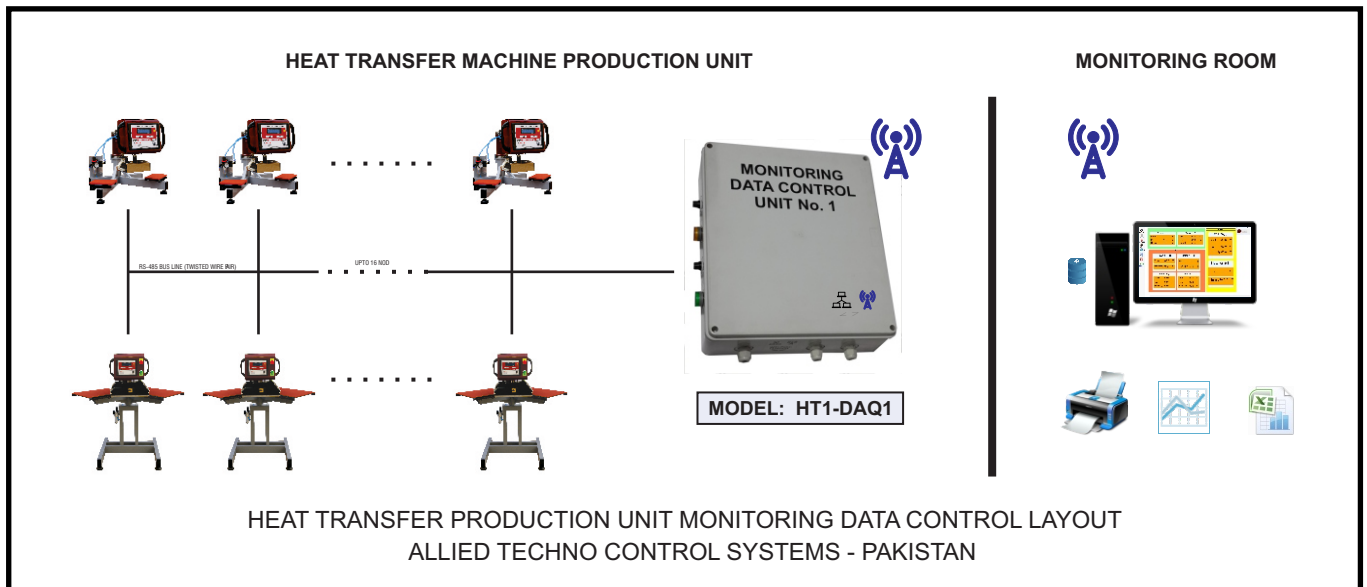 HEAT TRANSFER MACHINE PRODUCTION UNIT
MONITORING ROOM
MONITORING
DATA CONTROL
UNIT No. 1
RS-485 BUS LINE (TWISTED WIRE PAIR)
UPTO 16 NOD
MODEL: HT1-DAQ1
HEAT TRANSFER PRODUCTION UNIT MONITORING DATA CONTROL LAYOUT
ALLIED TECHNO CONTROL SYSTEMS - PAKISTAN